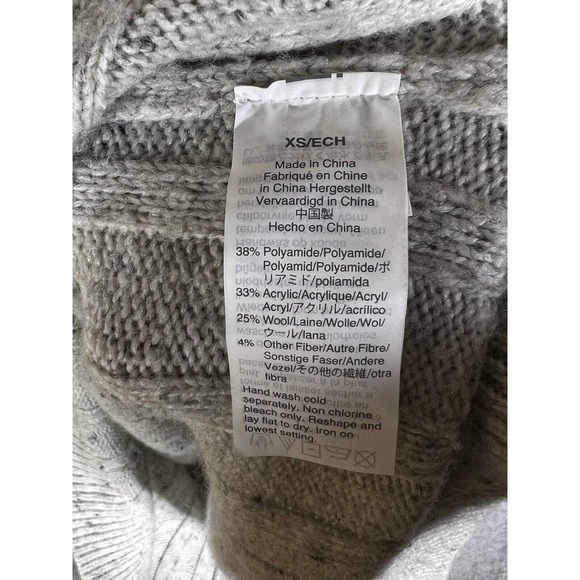 XS/ECH
Made in China
Fabriqué en Chine
in China Hergestellt
Vervaardigd in China
中国製
Hecho en China
38% Polyamide/Polyamide/
Polyamid/Polyamide/ポ
リアミド/poliamida
33% Acrylic/Acrylique/Acryl/
Acryl/アクリル/acrílico
25% Wool/Laine/Wolle/Wol/
ウール/lana
4% Other Fiber/Autre Fibre/
Sonstige Faser/Andere
Vezel/その他の繊維/otra
fibra
Hand wash cold
separately. Non chlorine
bleach only. Reshape and
lay flat to dry. Iron on
lowest setting.